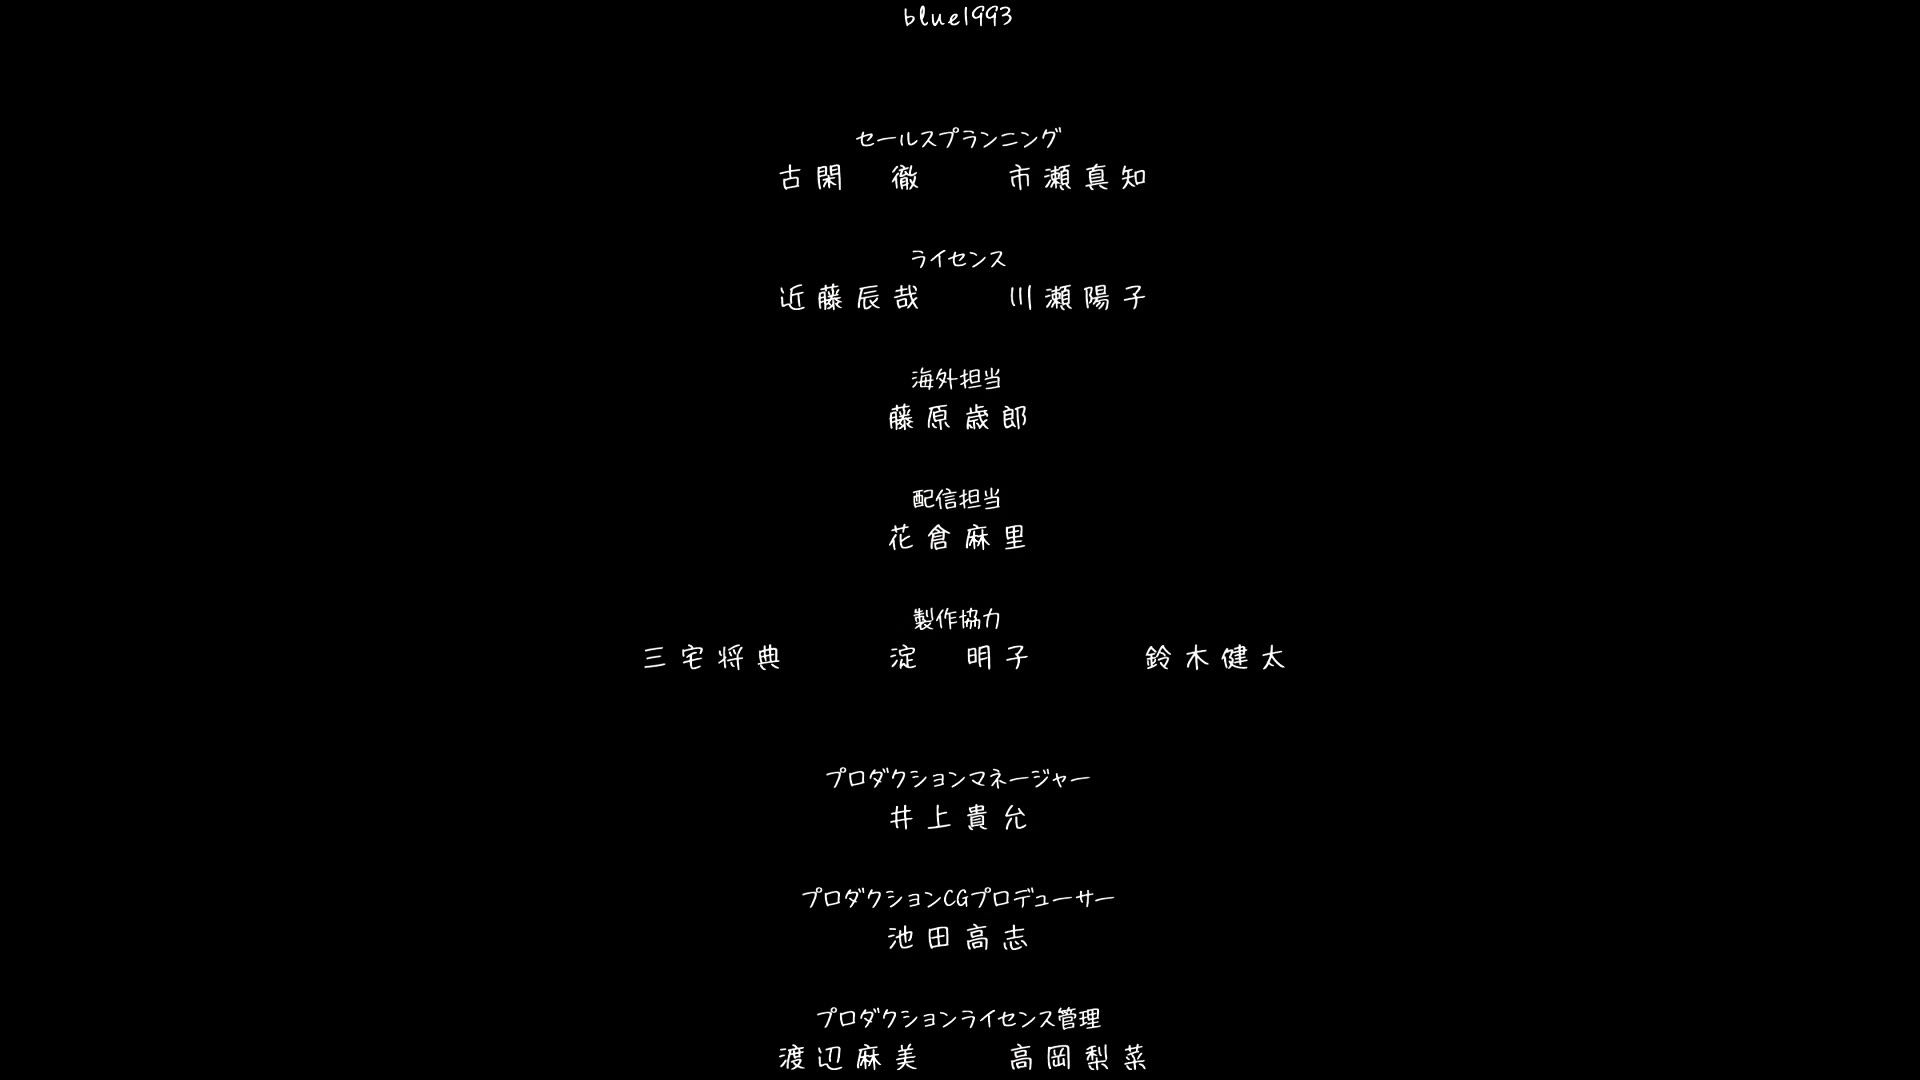 blue1993
セールスプランニング
古閑　徹　　市瀬真知
ライセンス
近藤辰哉　　川瀬陽子
海外担当
藤原歳郎
配信担当
花倉麻里
製作協力
三宅将典　　淀　明子　　鈴木健太
プロダクションマネージャー
井上貴允
プロダクションCGプロデューサー
池田高志
プロダクションライセンス管理
渡辺麻美　　高岡梨菜